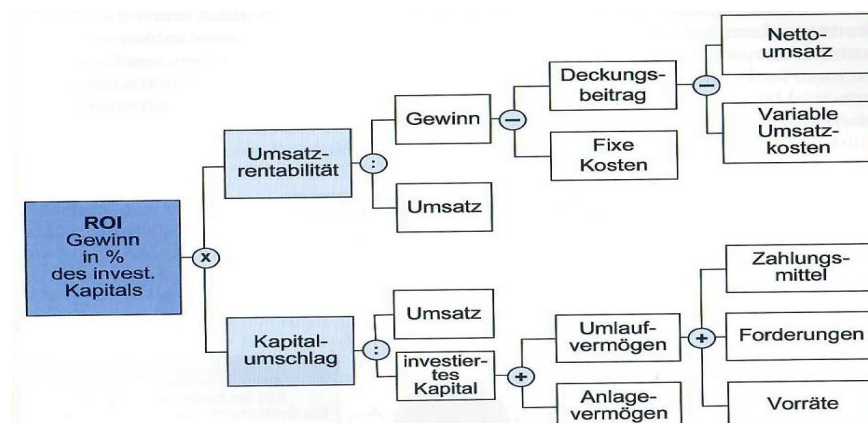 Netto-
umsatz
Deckungs-
beitrag
–
Gewinn
–
Variable
Umsatz-
kosten
Umsatz-
rentabilität
:
Fixe
Kosten
Umsatz
ROI
Gewinn
in %
des invest.
Kapitals
x
Zahlungs-
mittel
Umsatz
Kapital-
umschlag
:
Umlauf-
vermögen
+
Forderungen
investier-
tes
Kapital
+
Anlage-
vermögen
Vorräte